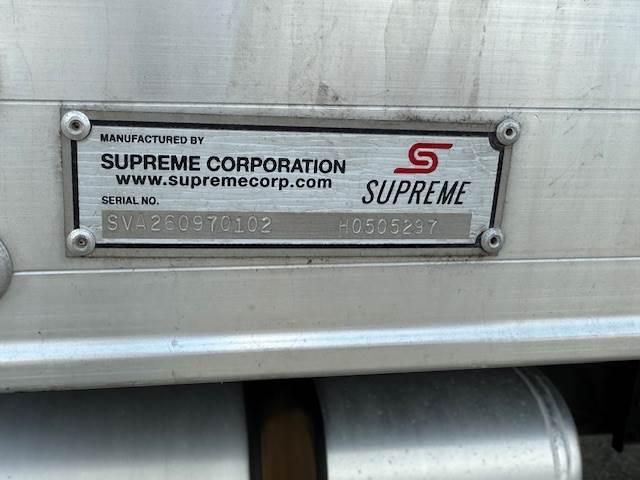 MANUFACTURED BY
SUPREME CORPORATION
www.supremecorp.com
SUPREME
SERIAL NO.
SVA260970102 H0505297